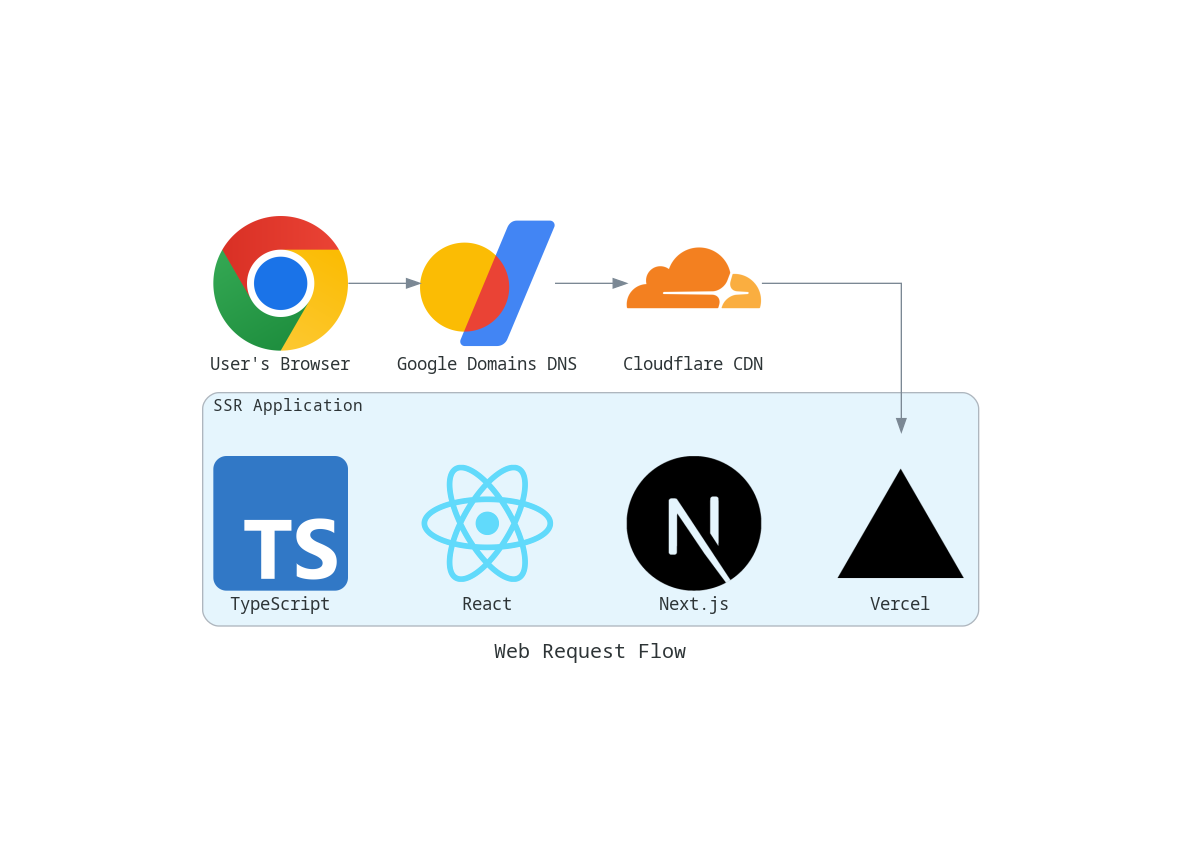 User's Browser
Google Domains DNS
Cloudflare CDN
SSR Application
TS
N
TypeScript
React
Next.js
Vercel
Web Request Flow